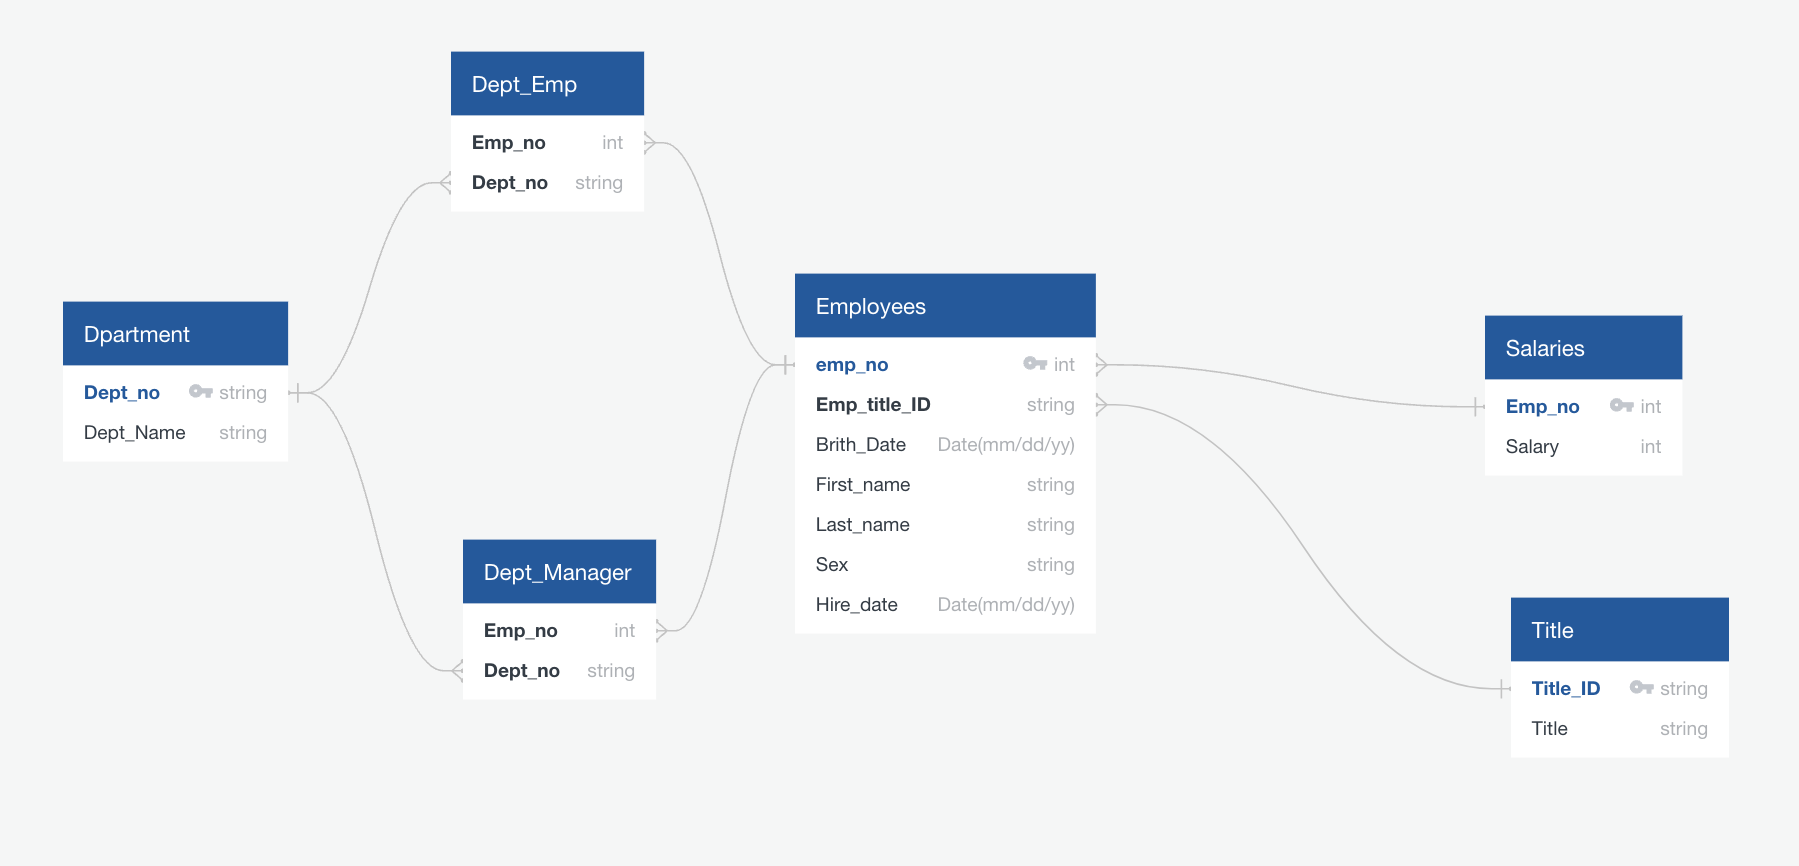 Dept_Emp
Emp_no int
Dept_no string
Dpartment
Dept_no string
Dept_Name string
Dept_Manager
Emp_no int
Dept_no string
Employees
emp_no int
Emp_title_ID string
Brith_Date Date(mm/dd/yy)
First_name string
Last_name string
Sex string
Hire_date Date(mm/dd/yy)
Salaries
Emp_no int
Salary int
Title
Title_ID string
Title string